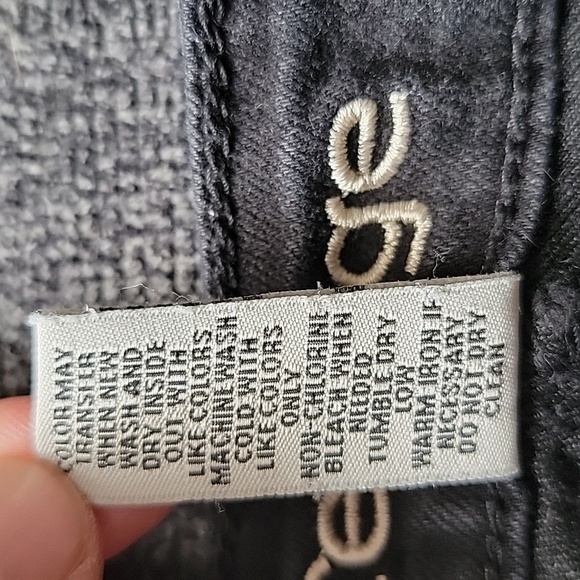 COLOR MAY
TRANSFER
WHEN NEW
WASH AND
DRY INSIDE
OUT WITH
LIKE COLORS
MACHINE WASH
COLD WITH
LIKE COLORS
ONLY
NON-CHLORINE
BLEACH WHEN
NEEDED
TUMBLE DRY
LOW
WARM IRON IF
NECESSARY
DO NOT DRY
CLEAN
ge